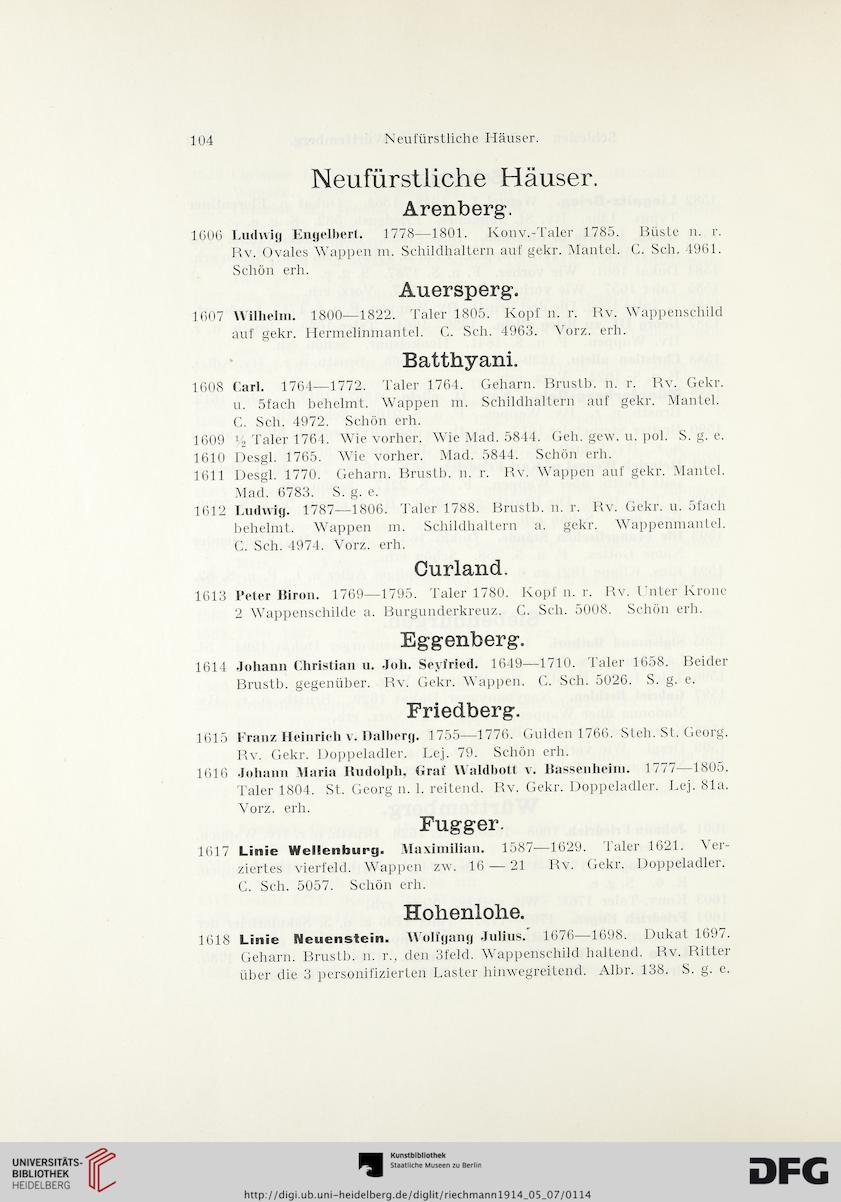 104
Neufürstliche Häuser.
Neufürstliche Häuser.
Arenberg.
1606 Ludwig Engelbert. 1778—1801. Konv.-Taler 1785. Büste n. r.
Rv. Ovales Wappen m. Schildhaltern auf gekr. Mantel. C. Sch. 4961.
Schön erh.
Auersperg.
1607 Wilhelm. 1800—1822. Taler 1805. Kopf n. r. Rv. Wappenschild
auf gekr. Hermelinmantel. C. Sch. 4963. Vorz. erh.
Batthyani.
1608 Carl. 1764—1772. Taler 1764. Geharn. Brustb. n. r. Rv. Gekr.
u. 5fach behelmt. Wappen m. Schildhaltern auf gekr. Mantel.
C. Sch. 4972. Schön erh.
1609 ½ Taler 1764. Wie vorher. Wie Mad. 5844. Geh. gew. u. pol. S. g. e.
1610 Desgl. 1765. Wie vorher. Mad. 5844. Schön erh.
1611 Desgl. 1770. Geharn. Brustb. n. r. Rv. Wappen auf gekr. Mantel.
Mad. 6783. S. g. e.
1612 Ludwig. 1787—1806. Taler 1788. Brustb. n. r. Rv. Gekr. u. 5fach
behelmt. Wappen m. Schildhaltern a. gekr. Wappenmantel.
C. Sch. 4974. Vorz. erh.
Curland.
1613 Peter Biron. 1769—1795. Taler 1780. Kopf n. r. Rv. Unter Krone
2 Wappenschilde a. Burgunderkreuz. C. Sch. 5008. Schön erh.
Eggenberg.
1614 Johann Christian u. Joh. Seyfried. 1649—1710. Taler 1658. Beider
Brustb. gegenüber. Rv. Gekr. Wappen. C. Sch. 5026. S. g. e.
Friedberg.
1615 Franz Heinrich v. Dalberg. 1755—1776. Gulden 1766. Steh. St. Georg.
Rv. Gekr. Doppeladler. Lej. 79. Schön erh.
1616 Johann Maria Rudolph, Graf Waldbott v. Bassenheim. 1777—1805.
Taler 1804. St. Georg n. l. reitend. Rv. Gekr. Doppeladler. Lej. 81a.
Vorz. erh.
Fugger.
1617 Linie Wellenburg. Maximilian. 1587—1629. Taler 1621. Ver-
ziertes vierfeld. Wappen zw. 16 — 21 Rv. Gekr. Doppeladler.
C. Sch. 5057. Schön erh.
Hohenlohe.
1618 Linie Neuenstein. Wolfgang Julius. 1676—1698. Dukat 1697.
Geharn. Brustb. n. r., den 3feld. Wappenschild haltend. Rv. Ritter
über die 3 personifizierten Laster hinwegreitend. Albr. 138. S. g. e.
UNIVERSITÄTS-
BIBLIOTHEK
HEIDELBERG
Kunstbibliothek
Staatliche Museen zu Berlin
DFG
http://digi.ub.uni-heidelberg.de/diglit/riechmann1914_05_07/0114